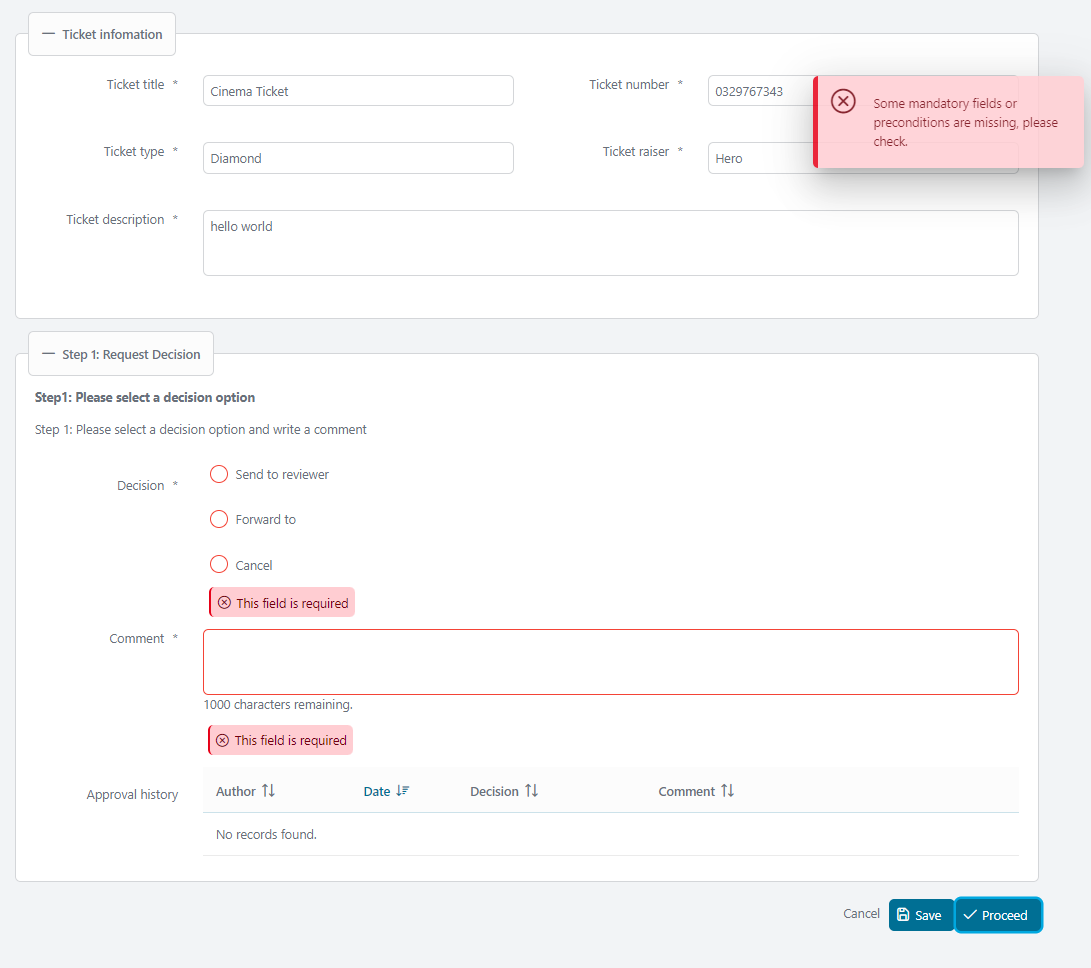 Ticket infomation
Ticket title *
Cinema Ticket
Ticket number *
0329767343
Some mandatory fields or
preconditions are missing, please
check.
Ticket type *
Diamond
Ticket raiser *
Hero
Ticket description *
hello world
Step 1: Request Decision
Step1: Please select a decision option
Step 1: Please select a decision option and write a comment
Decision *
Send to reviewer
Forward to
Cancel
This field is required
Comment *
1000 characters remaining.
This field is required
Approval history
Author Date Decision Comment
No records found.
Cancel Save Proceed